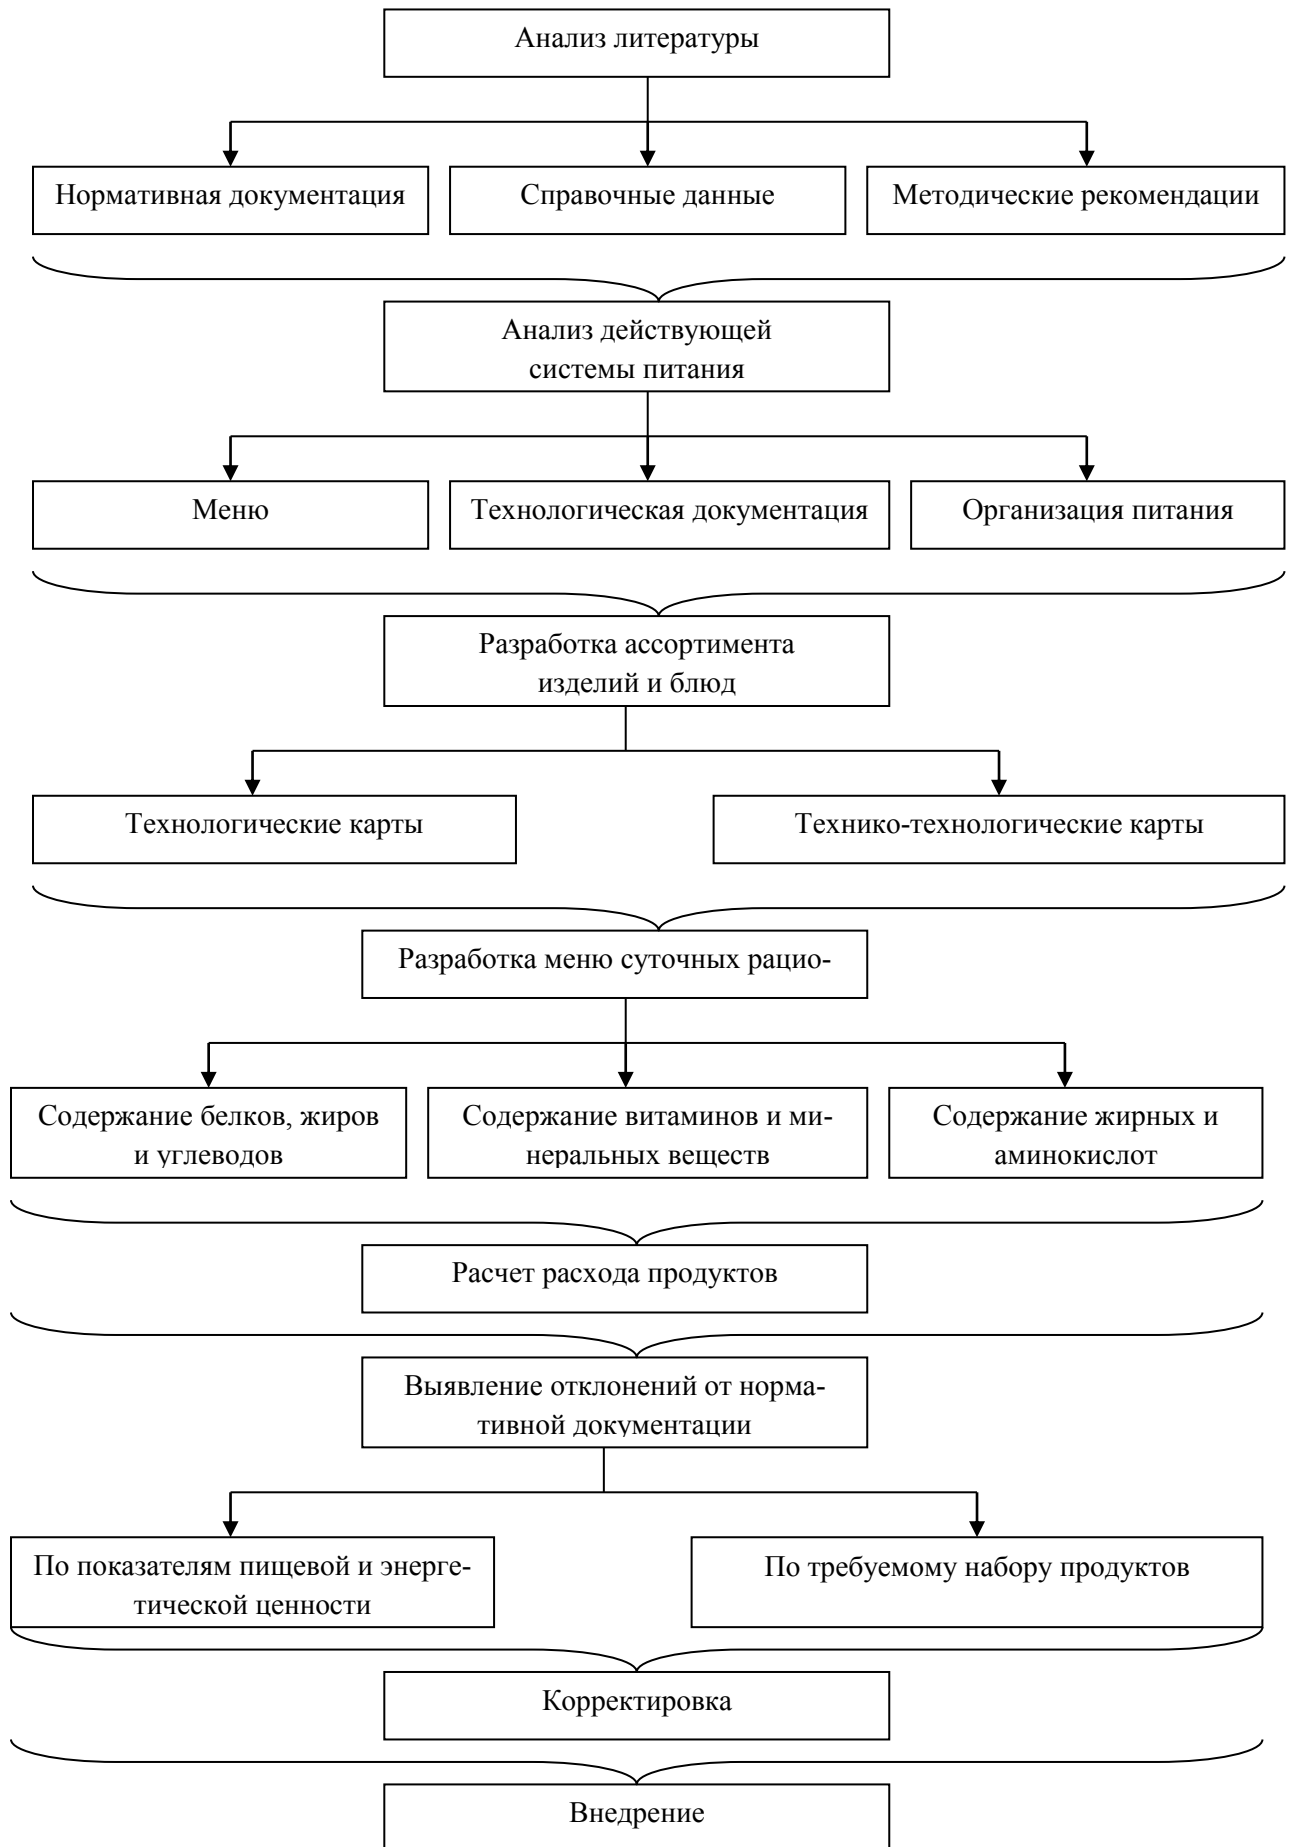 Анализ литературы
Нормативная документация
Справочные данные
Методические рекомендации
Анализ действующей
системы питания
Меню
Технологическая документация
Организация питания
Разработка ассортимента
изделий и блюд
Технологические карты
Технико-технологические карты
Разработка меню суточных рацио-
Содержание белков, жиров
и углеводов
Содержание витаминов и ми-
неральных веществ
Содержание жирных и
аминокислот
Расчет расхода продуктов
Выявление отклонений от норма-
тивной документации
По показателям пищевой и энерге-
тической ценности
По требуемому набору продуктов
Корректировка
Внедрение